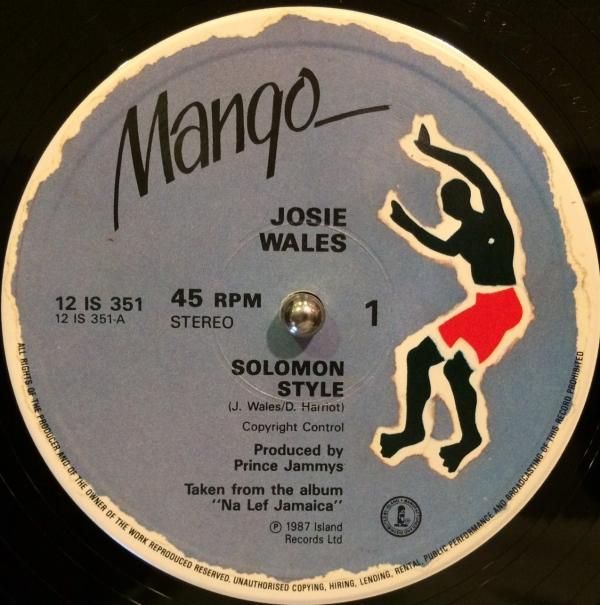 Mango
JOSIE
WALES
12 IS 351
12 IS 351-A
45 RPM
STEREO
1
SOLOMON
STYLE
(J. Wales/D. Harriot)
Copyright Control
Produced by
Prince Jammys
Taken from the album
"Na Lef Jamaica"
℗ 1987 Island
Records Ltd
ALL RIGHTS OF THE PRODUCER AND OF THE OWNER OF THE WORK REPRODUCED RESERVED. UNAUTHORISED COPYING, HIRING, LENDING, RENTAL, PUBLIC PERFORMANCE AND BROADCASTING OF THIS RECORD PROHIBITED